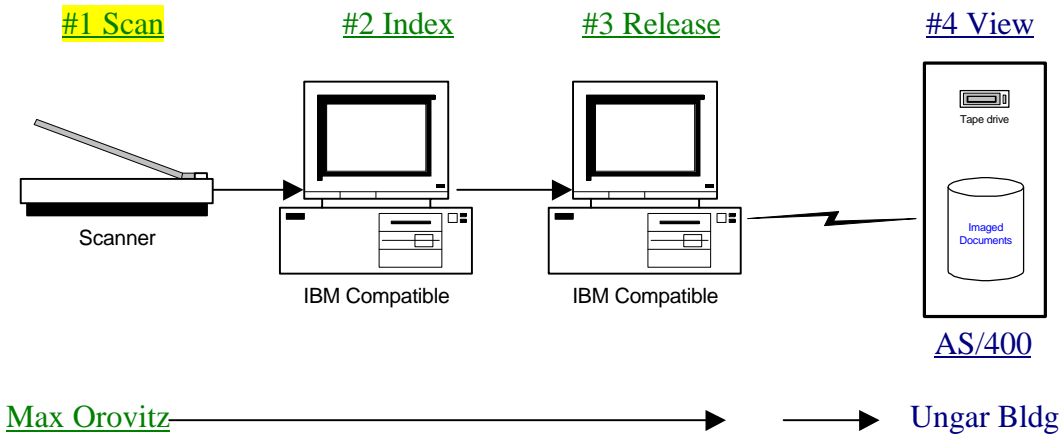 #1 Scan #2 Index #3 Release #4 View
Tape drive
Imaged
Documents
Scanner
IBM Compatible IBM Compatible
AS/400
Max Orovitz Ungar Bldg